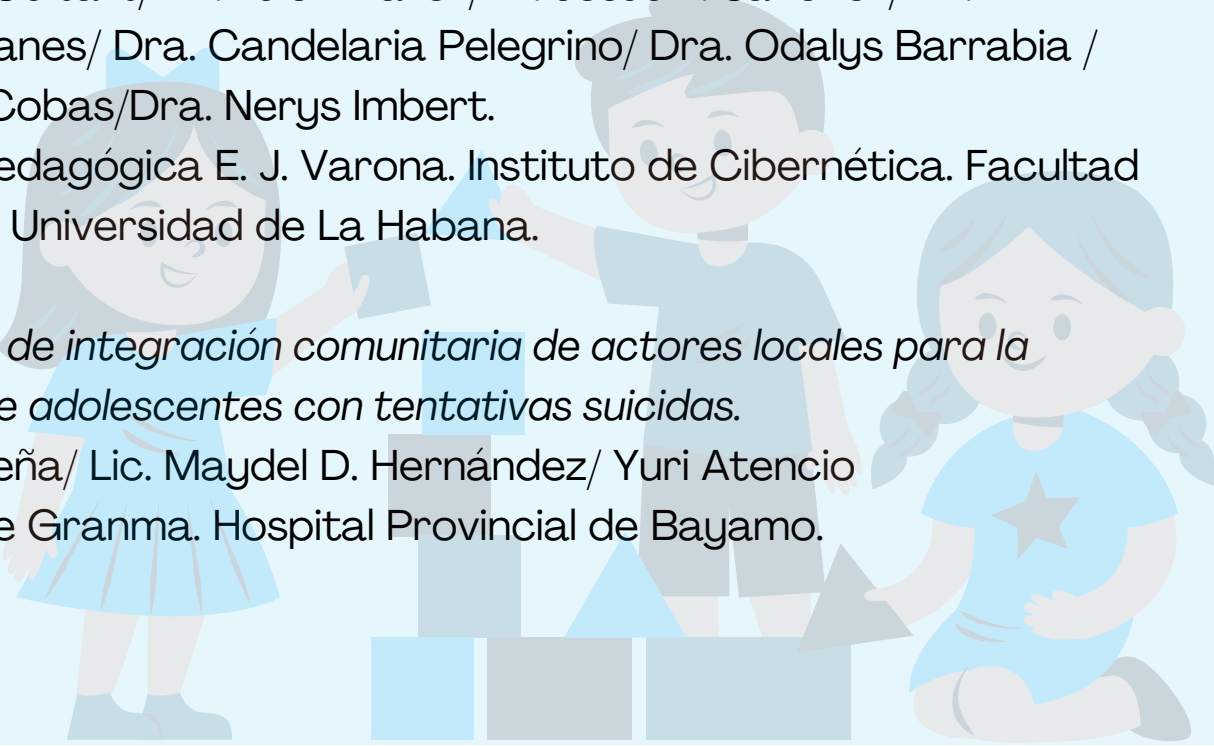 anes/ Dra. Candelaria Pelegrino/ Dra. Odalys Barrabia /
Cobas/Dra. Nerys Imbert.
edagógica E. J. Varona. Instituto de Cibernética. Facultad
Universidad de La Habana.
de integración comunitaria de actores locales para la
e adolescentes con tentativas suicidas.
eña/ Lic. Maydel D. Hernández/ Yuri Atencio
e Granma. Hospital Provincial de Bayamo.